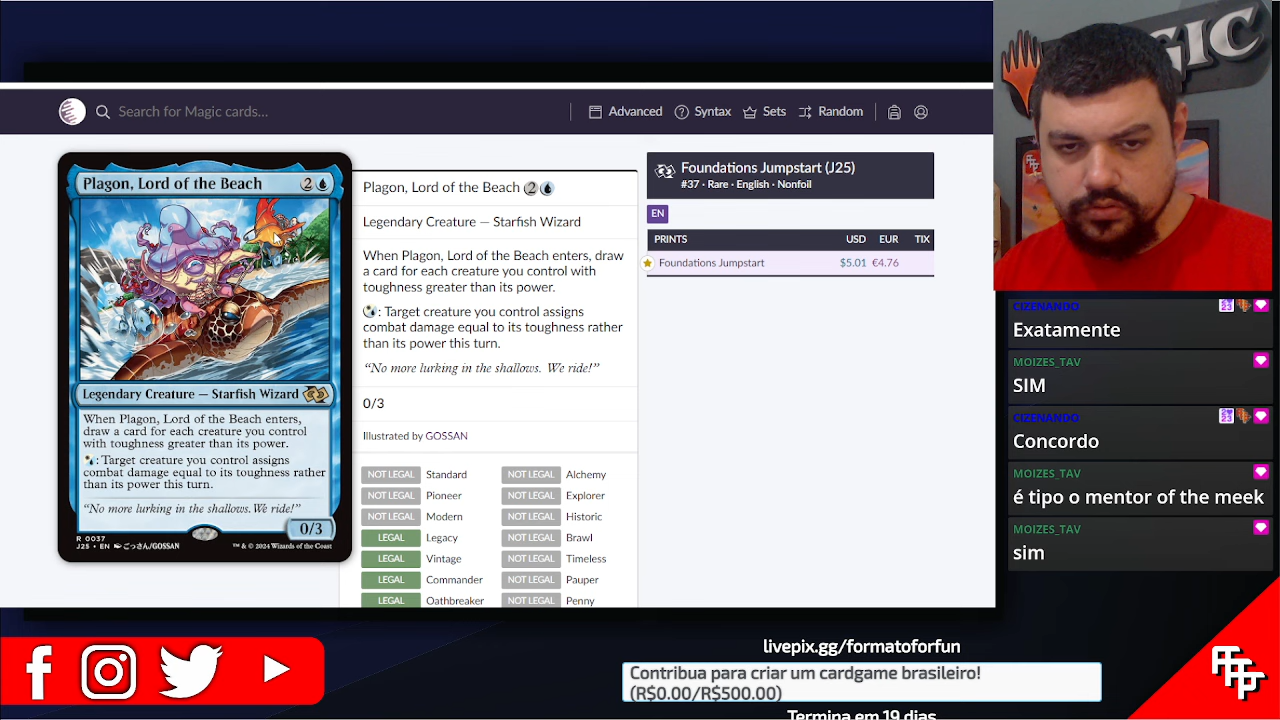 Search for Magic cards...
Advanced
Syntax
Sets
Random
Plagon, Lord of the Beach 2
Legendary Creature — Starfish Wizard
When Plagon, Lord of the Beach enters,
draw a card for each creature you control
with toughness greater than its power.
: Target creature you control assigns
combat damage equal to its toughness rather
than its power this turn.
“No more lurking in the shallows. We ride!”
0/3
R 0037
J25 • EN ごっさん/GOSSAN
™ & © 2024 Wizards of the Coast
Plagon, Lord of the Beach 2
Legendary Creature — Starfish Wizard
When Plagon, Lord of the Beach enters, draw
a card for each creature you control with
toughness greater than its power.
: Target creature you control assigns
combat damage equal to its toughness rather
than its power this turn.
“No more lurking in the shallows. We ride!”
0/3
Illustrated by GOSSAN
NOT LEGAL Standard NOT LEGAL Alchemy
NOT LEGAL Pioneer NOT LEGAL Explorer
NOT LEGAL Modern NOT LEGAL Historic
LEGAL Legacy NOT LEGAL Brawl
LEGAL Vintage NOT LEGAL Timeless
LEGAL Commander NOT LEGAL Pauper
LEGAL Oathbreaker NOT LEGAL Penny
Foundations Jumpstart (J25)
#37 · Rare · English · Nonfoil
EN
PRINTS USD EUR TIX
Foundations Jumpstart $5.01 €4.76
GIC
CIZENANDO
Exatamente
MOIZES_TAV
SIM
CIZENANDO
Concordo
MOIZES_TAV
é tipo o mentor of the meek
MOIZES_TAV
sim
livepix.gg/formatoforfun
Contribua para criar um cardgame brasileiro!
(R$0.00/R$500.00)
Termina em 19 dias
FFF